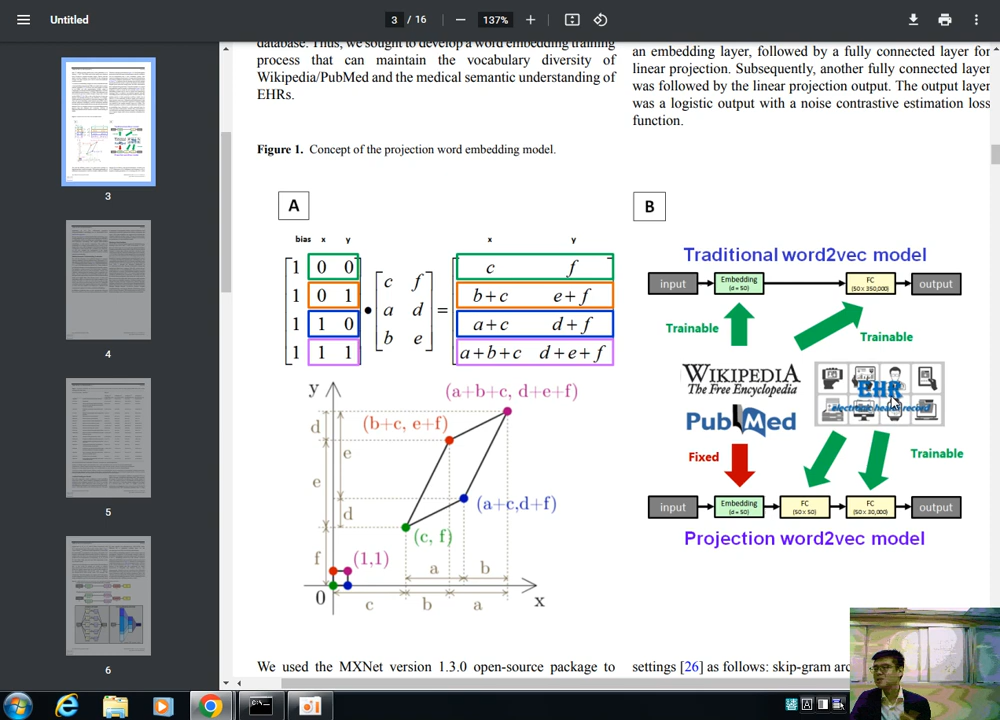 Untitled
3 / 16
137%
3
4
5
6
database. Thus, we sought to develop a word embedding training
process that can maintain the vocabulary diversity of
Wikipedia/PubMed and the medical semantic understanding of
EHRs.
an embedding layer, followed by a fully connected layer for
linear projection. Subsequently, another fully connected layer
was followed by the linear projection output. The output layer
was a logistic output with a noise contrastive estimation loss
function.
Figure 1. Concept of the projection word embedding model.
A
bias x y
x y
1 0 0
1 0 1
1 1 0
1 1 1
•
c f
a d
b e
=
c f
b+c e+f
a+c d+f
a+b+c d+e+f
y
(a+b+c, d+e+f)
(b+c, e+f)
(a+c,d+f)
(c, f)
(1,1)
d
e
e
d
f
a b
0
c b a
x
B
Traditional word2vec model
input
Embedding
(d = 50)
FC
(50 X 350,000)
output
Trainable
Trainable
WIKIPEDIA
The Free Encyclopedia
PubMed
EHR
electronic health record
Fixed
Trainable
input
Embedding
(d = 50)
FC
(50 X 50)
FC
(50 X 30,000)
output
Projection word2vec model
We used the MXNet version 1.3.0 open-source package to
settings [26] as follows: skip-gram arc